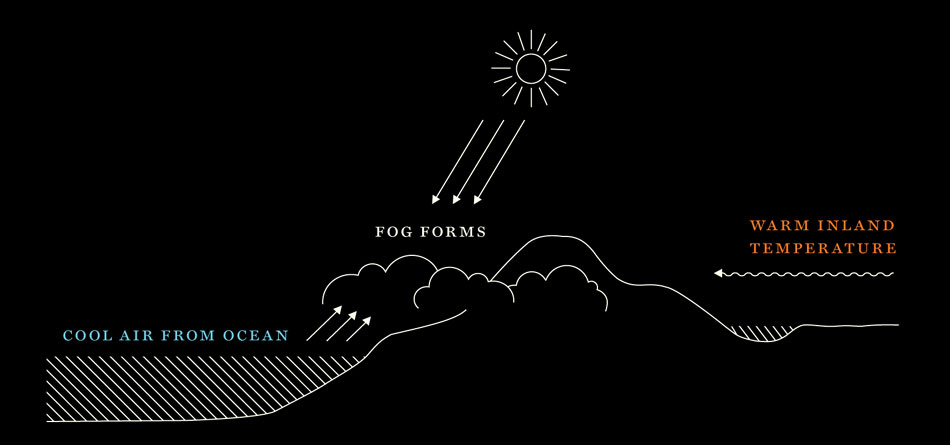 FOG FORMS
WARM INLAND
TEMPERATURE
COOL AIR FROM OCEAN